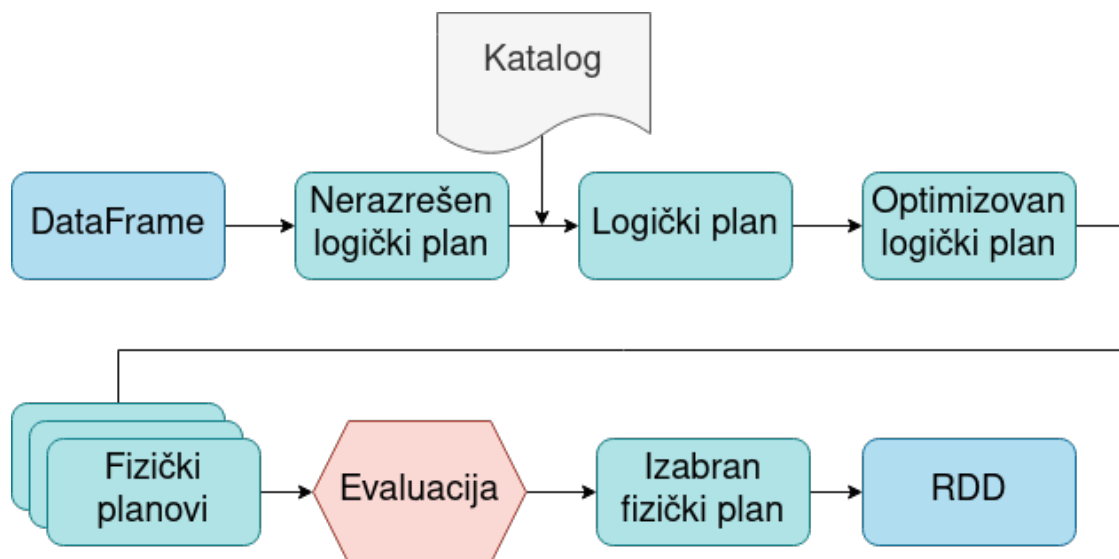 Katalog
DataFrame
Nerazrešen
logički plan
Logički plan
Optimizovan
logički plan
Fizički
planovi
Evaluacija
Izabran
fizički plan
RDD